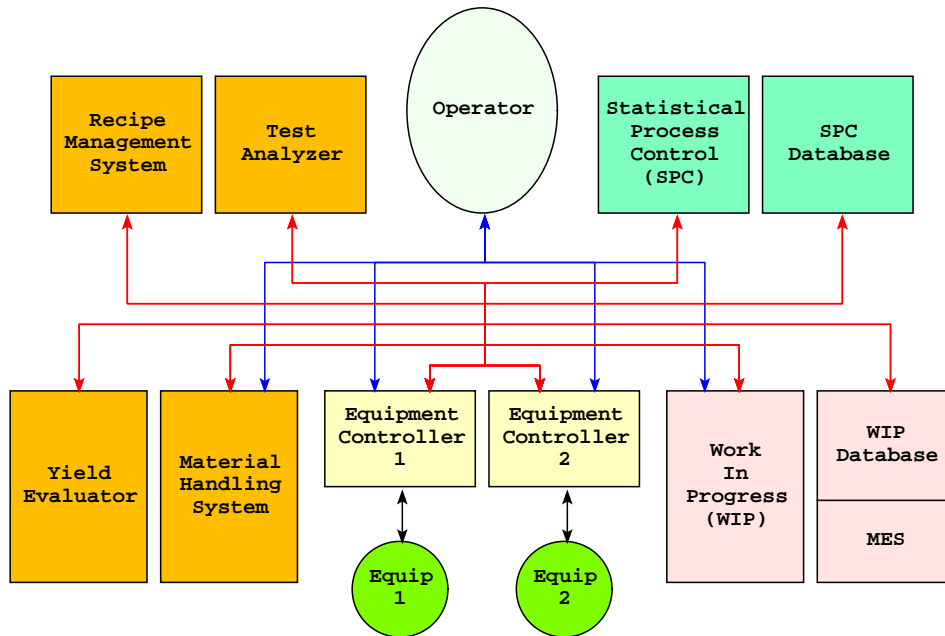 Recipe
Management
System
Test
Analyzer
Operator
Statistical
Process
Control
(SPC)
SPC
Database
Yield
Evaluator
Material
Handling
System
Equipment
Controller
1
Equipment
Controller
2
Work
In
Progress
(WIP)
WIP
Database
MES
Equip
1
Equip
2